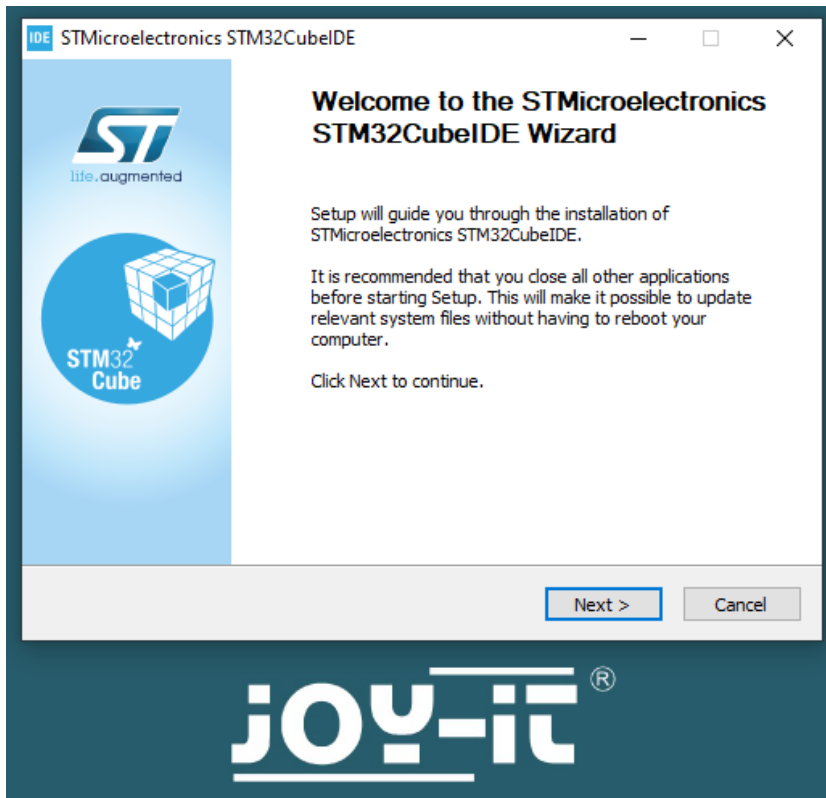 IDE STMicroelectronics STM32CubeIDE
ST
life.augmented
STM32
Cube
Welcome to the STMicroelectronics
STM32CubeIDE Wizard
Setup will guide you through the installation of
STMicroelectronics STM32CubeIDE.
It is recommended that you close all other applications
before starting Setup. This will make it possible to update
relevant system files without having to reboot your
computer.
Click Next to continue.
Next > Cancel
joy-it ®